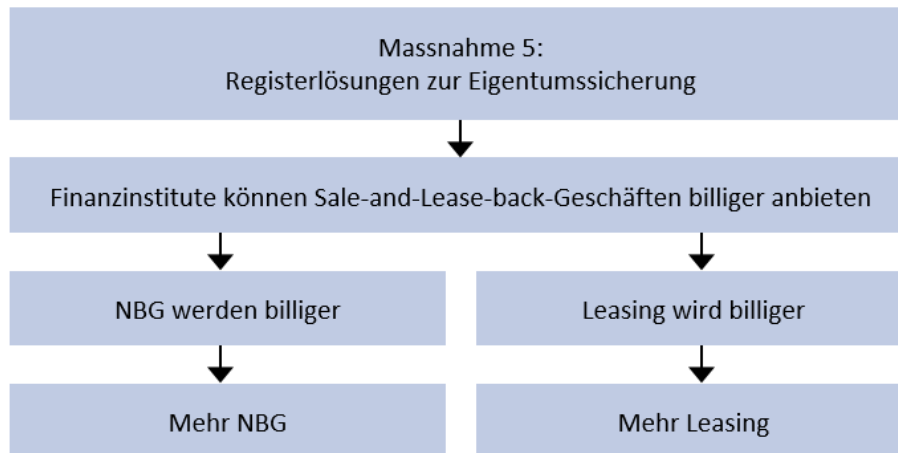 Massnahme 5:
Registerlösungen zur Eigentumssicherung
Finanzinstitute können Sale-and-Lease-back-Geschäften billiger anbieten
NBG werden billiger
Leasing wird billiger
Mehr NBG
Mehr Leasing